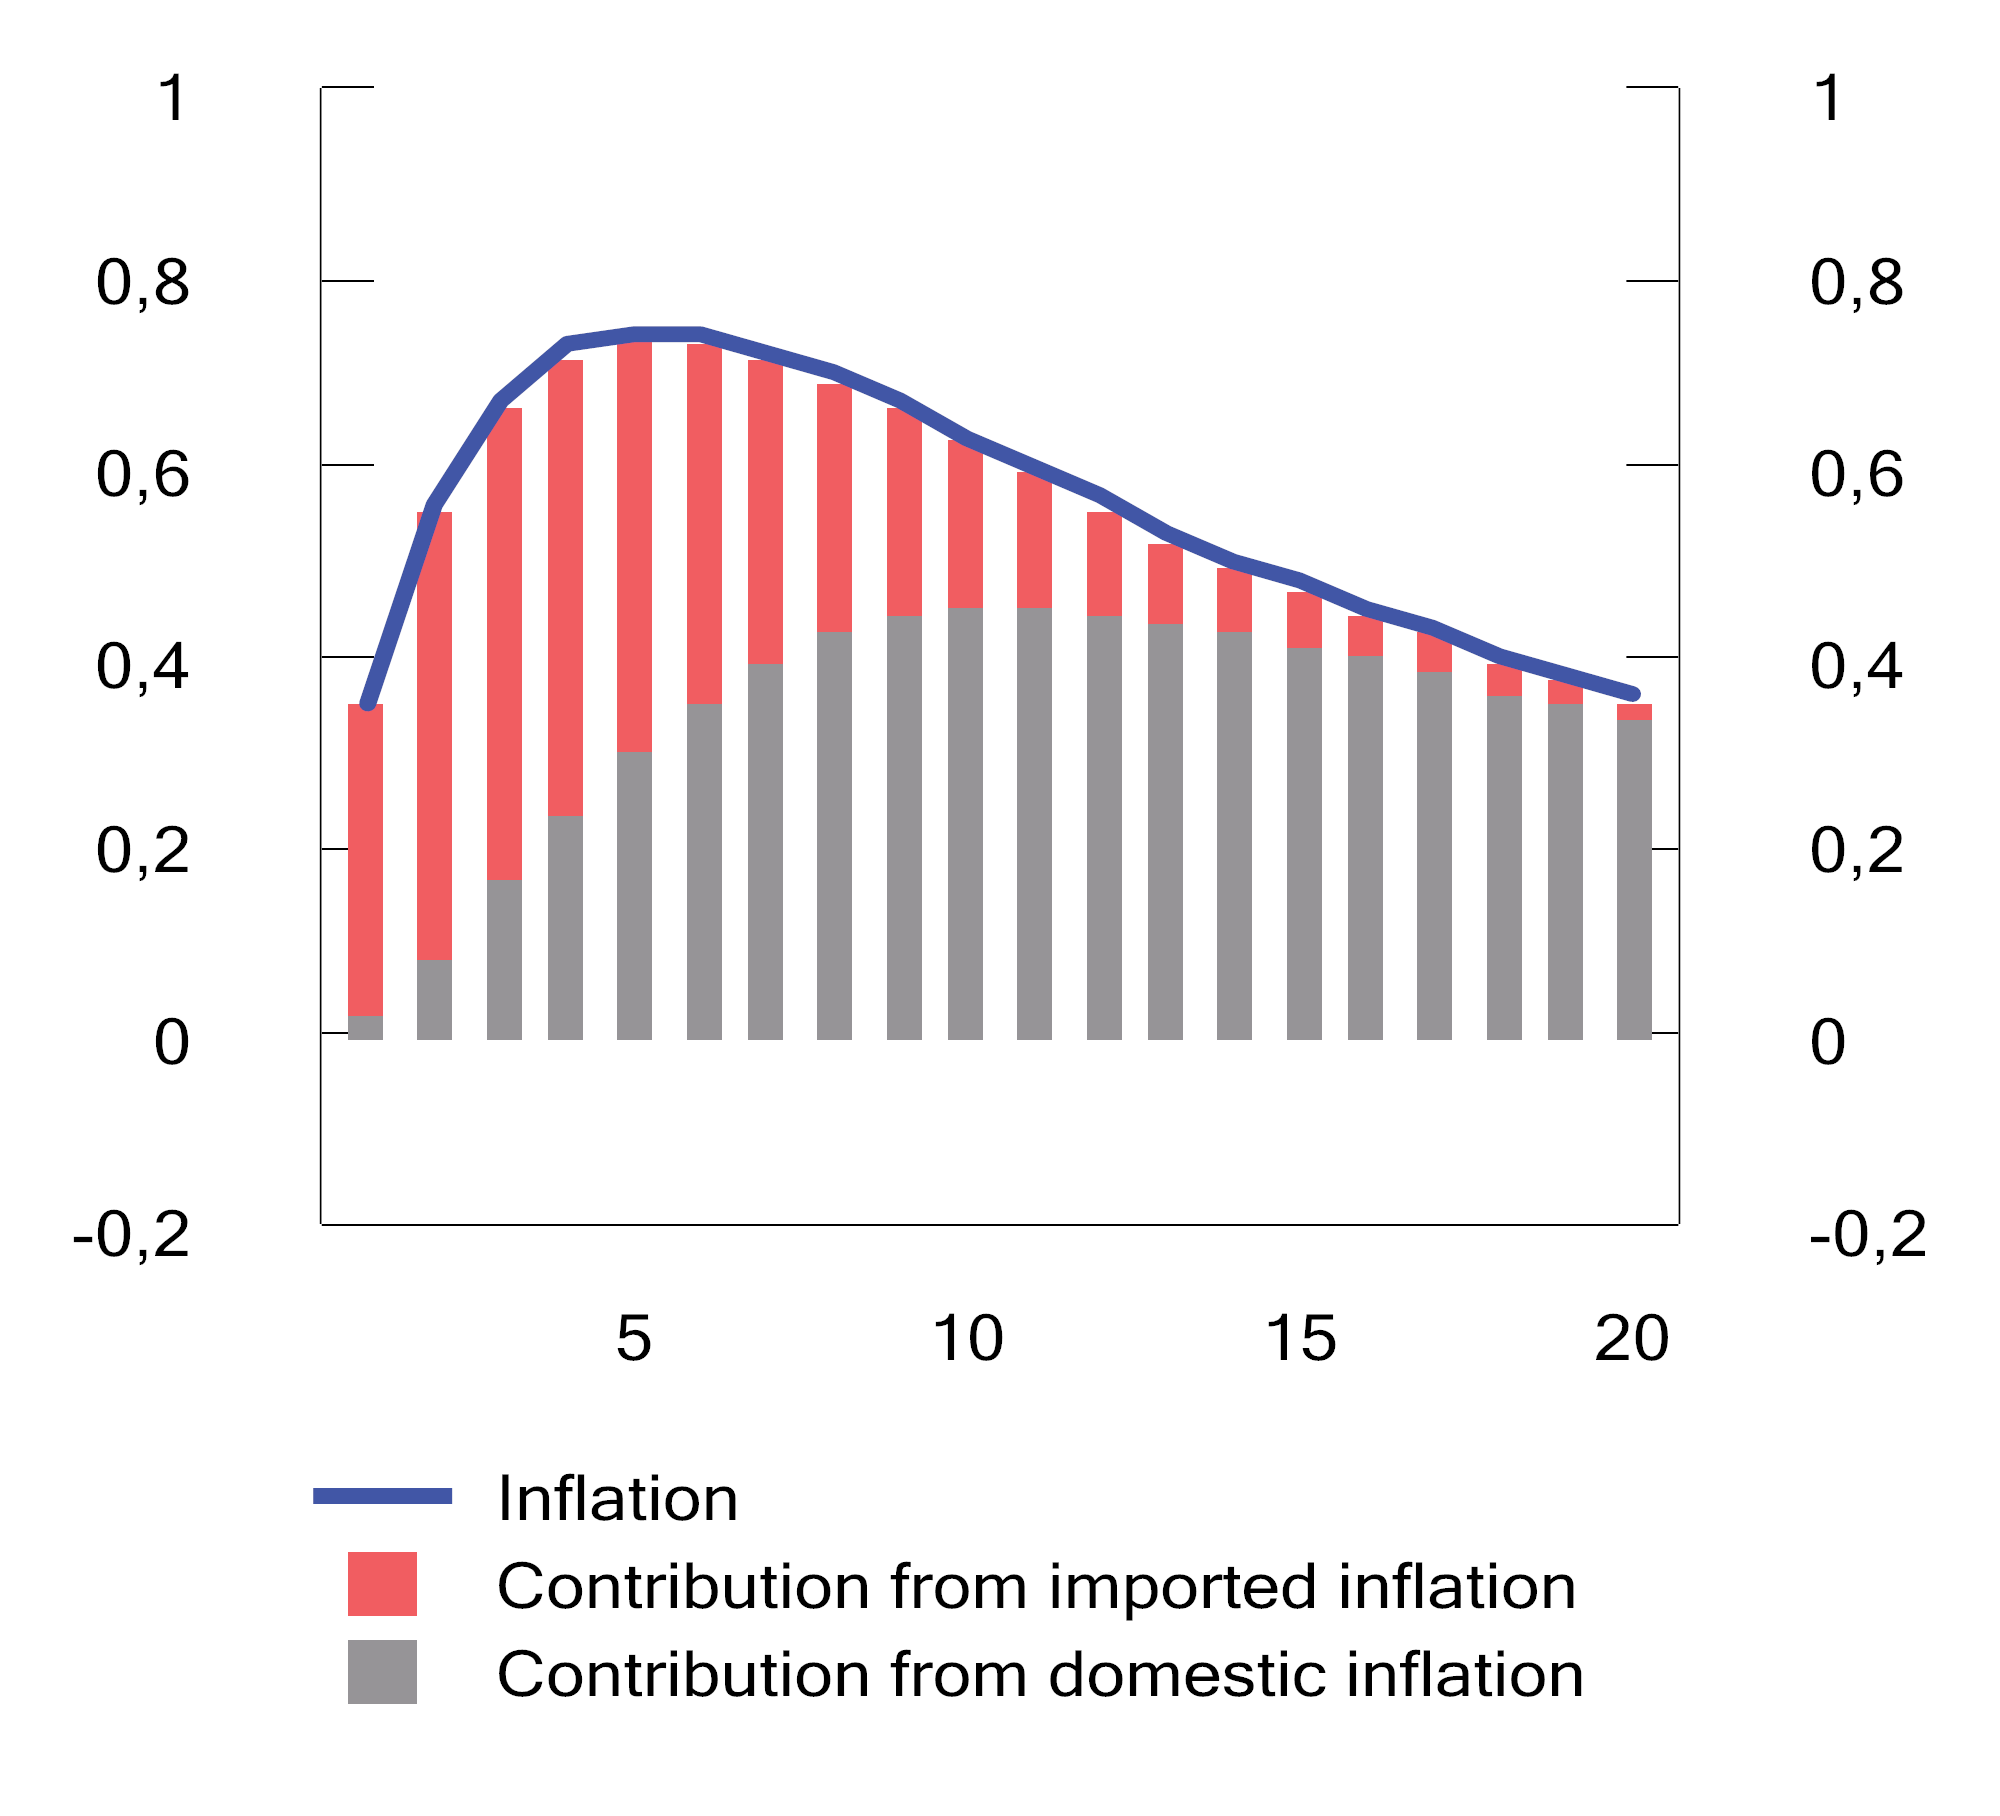 1 1
0,8 0,8
0,6 0,6
0,4 0,4
0,2 0,2
0 0
-0,2 -0,2
5 10 15 20
Inflation
Contribution from imported inflation
Contribution from domestic inflation